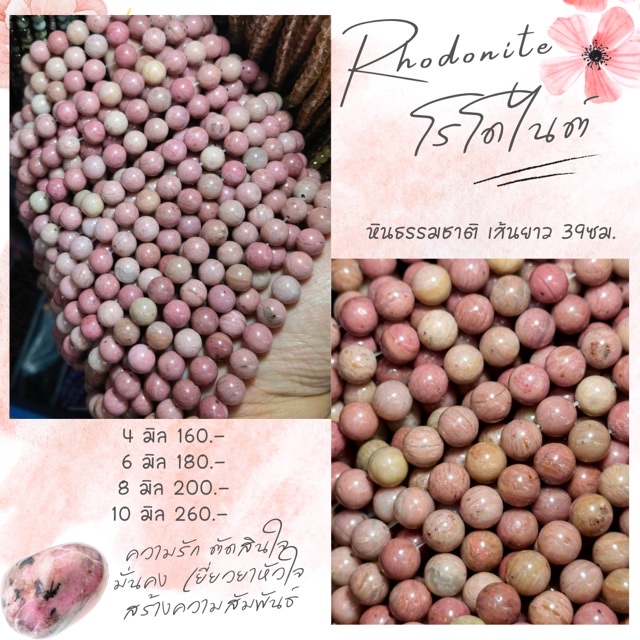 Rhodonite
โรโดไนต์
หินธรรมชาติ เส้นยาว 39ซม.
4 มิล 160.-
6 มิล 180.-
8 มิล 200.-
10 มิล 260.-
ความรัก ตัดสินใจ
มั่นคง เยียวยาหัวใจ
สร้างความสัมพันธ์